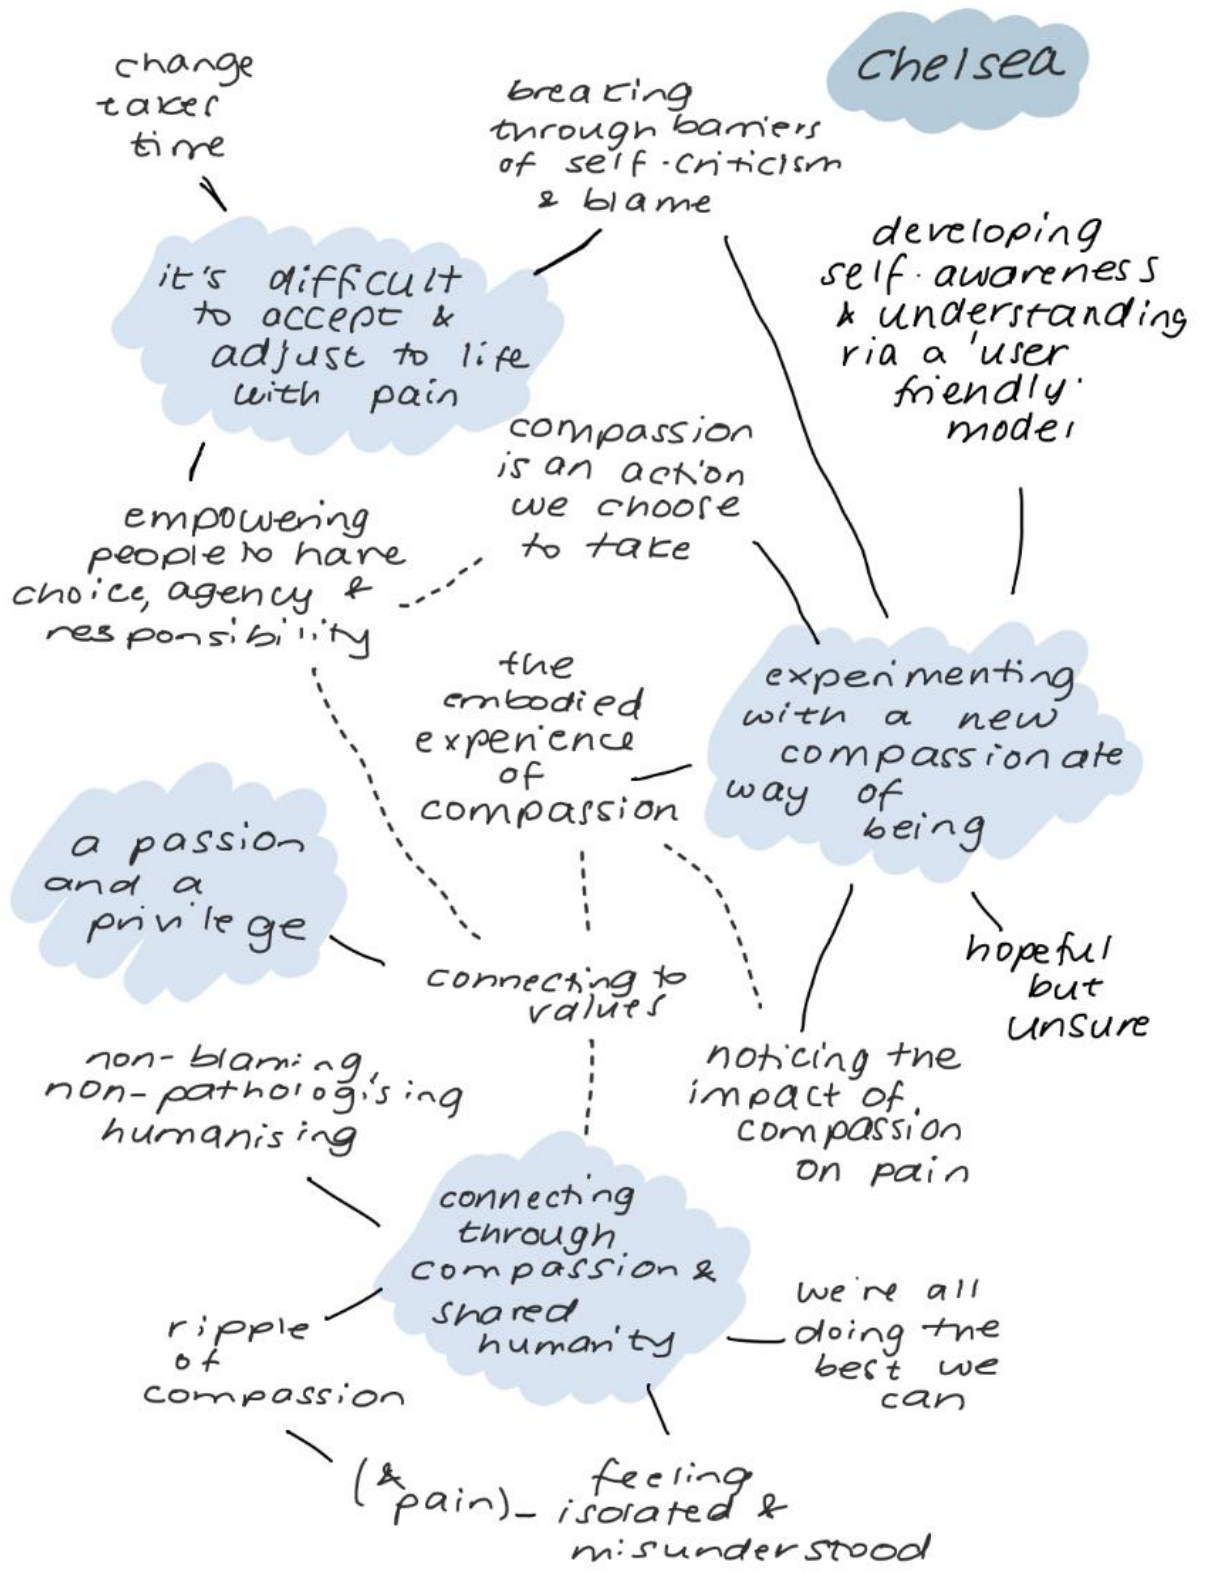 Chelsea
change
takes
time
breaking
through barriers
of self-criticism
& blame
developing
self-awareness
& understanding
via a 'user
friendly'
model
it's difficult
to accept &
adjust to life
with pain
compassion
is an action
we choose
to take
empowering
people to have
choice, agency &
responsibility
the
embodied
experience
of
compassion
experimenting
with a new
compassionate
way of
being
a passion
and a
privilege
connecting to
values
hopeful
but
unsure
non-blaming,
non-pathologising
humanising
noticing the
impact of
compassion
on pain
connecting
through
compassion &
shared
humanity
ripple
of
compassion
we're all
doing the
best we
can
(&
pain)
feeling
isolated &
misunderstood